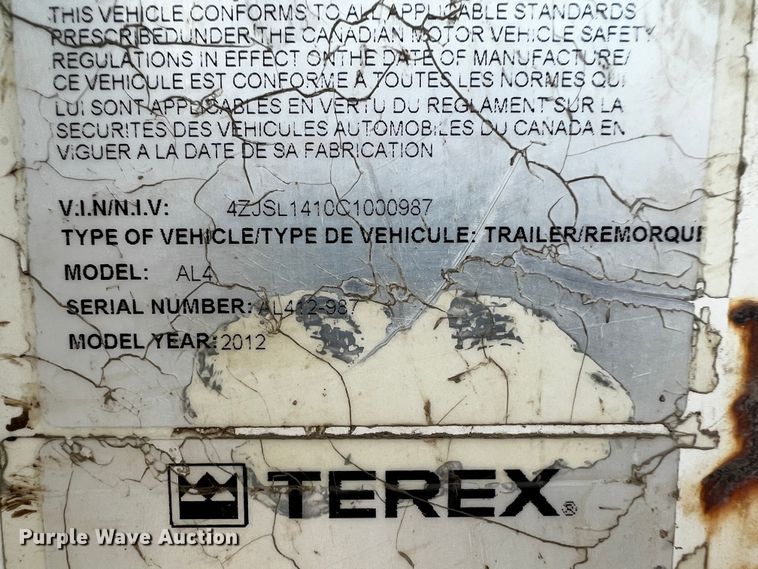 THIS VEHICLE CONFORMS TO ALL APPLICABLE STANDARDS
PRESCRIBEDUNDER THE CANADIAN MOTOR VEHICLE SAFETY
REGULATIONS IN EFFECT ONTHE DATE OF MANUFACTURE/
CE VEHICULE EST CONFORME A TOUTES LES NORMES QUI
LUI SONT APPLICABLES EN VERTU DU REGLAMENT SUR LA
SECURITES DES VEHICULES AUTOMOBILES DU CANADA EN
VIGUER A LA DATE DE SA FABRICATION
V.I.N/N.I.V: 4ZJSL1410C1000987
TYPE OF VEHICLE/TYPE DE VEHICULE: TRAILER/REMORQUE
MODEL: AL4
SERIAL NUMBER: AL412-987
MODEL YEAR: 2012
TEREX®
Purple Wave Auction